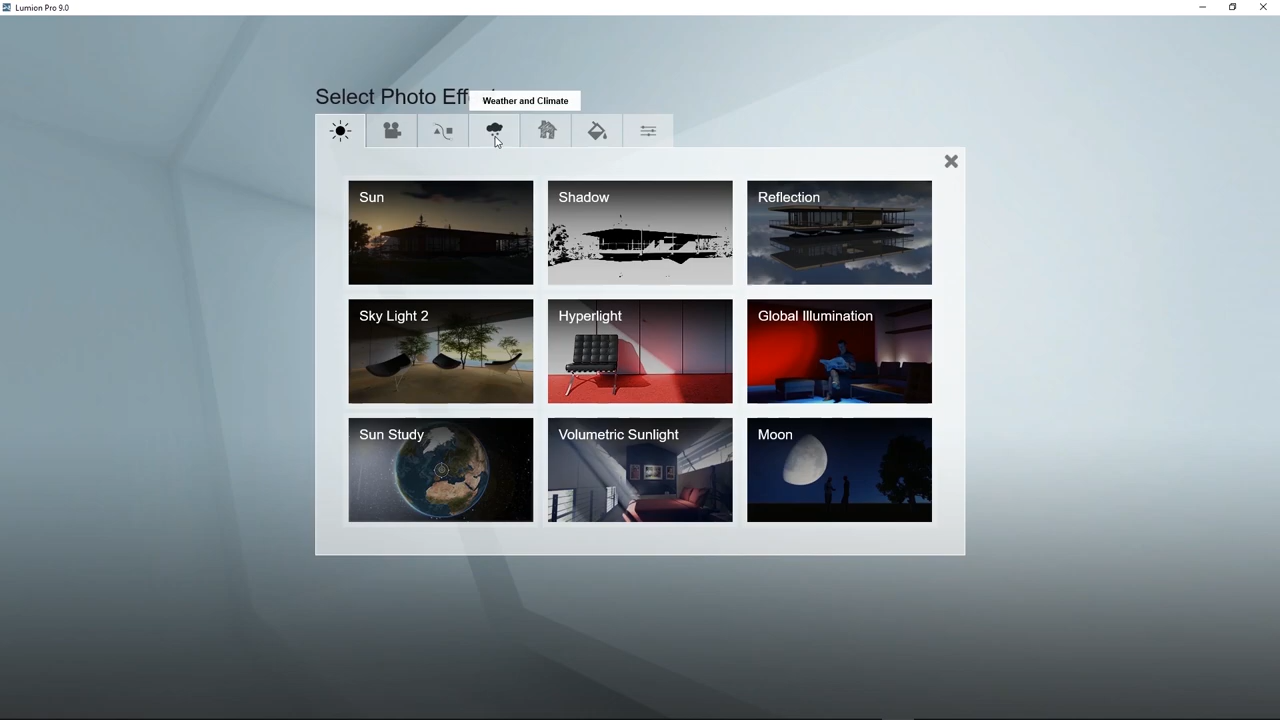 Lumion Pro 9.0
Select Photo Eff
Weather and Climate
Sun
Shadow
Reflection
Sky Light 2
Hyperlight
Global Illumination
Sun Study
Volumetric Sunlight
Moon